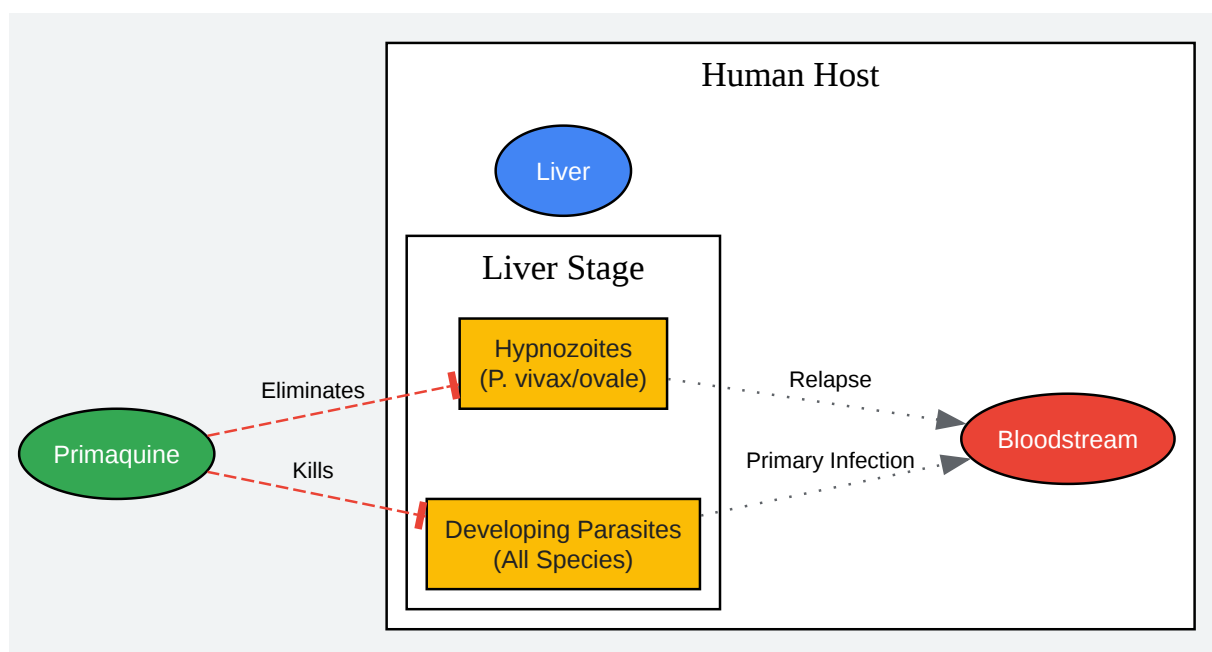 Human Host
Liver
Liver Stage
Hypnozoites
(P. vivax/ovale)
Relapse
Eliminates
Bloodstream
Primaquine
Primary Infection
Kills
Developing Parasites
(All Species)